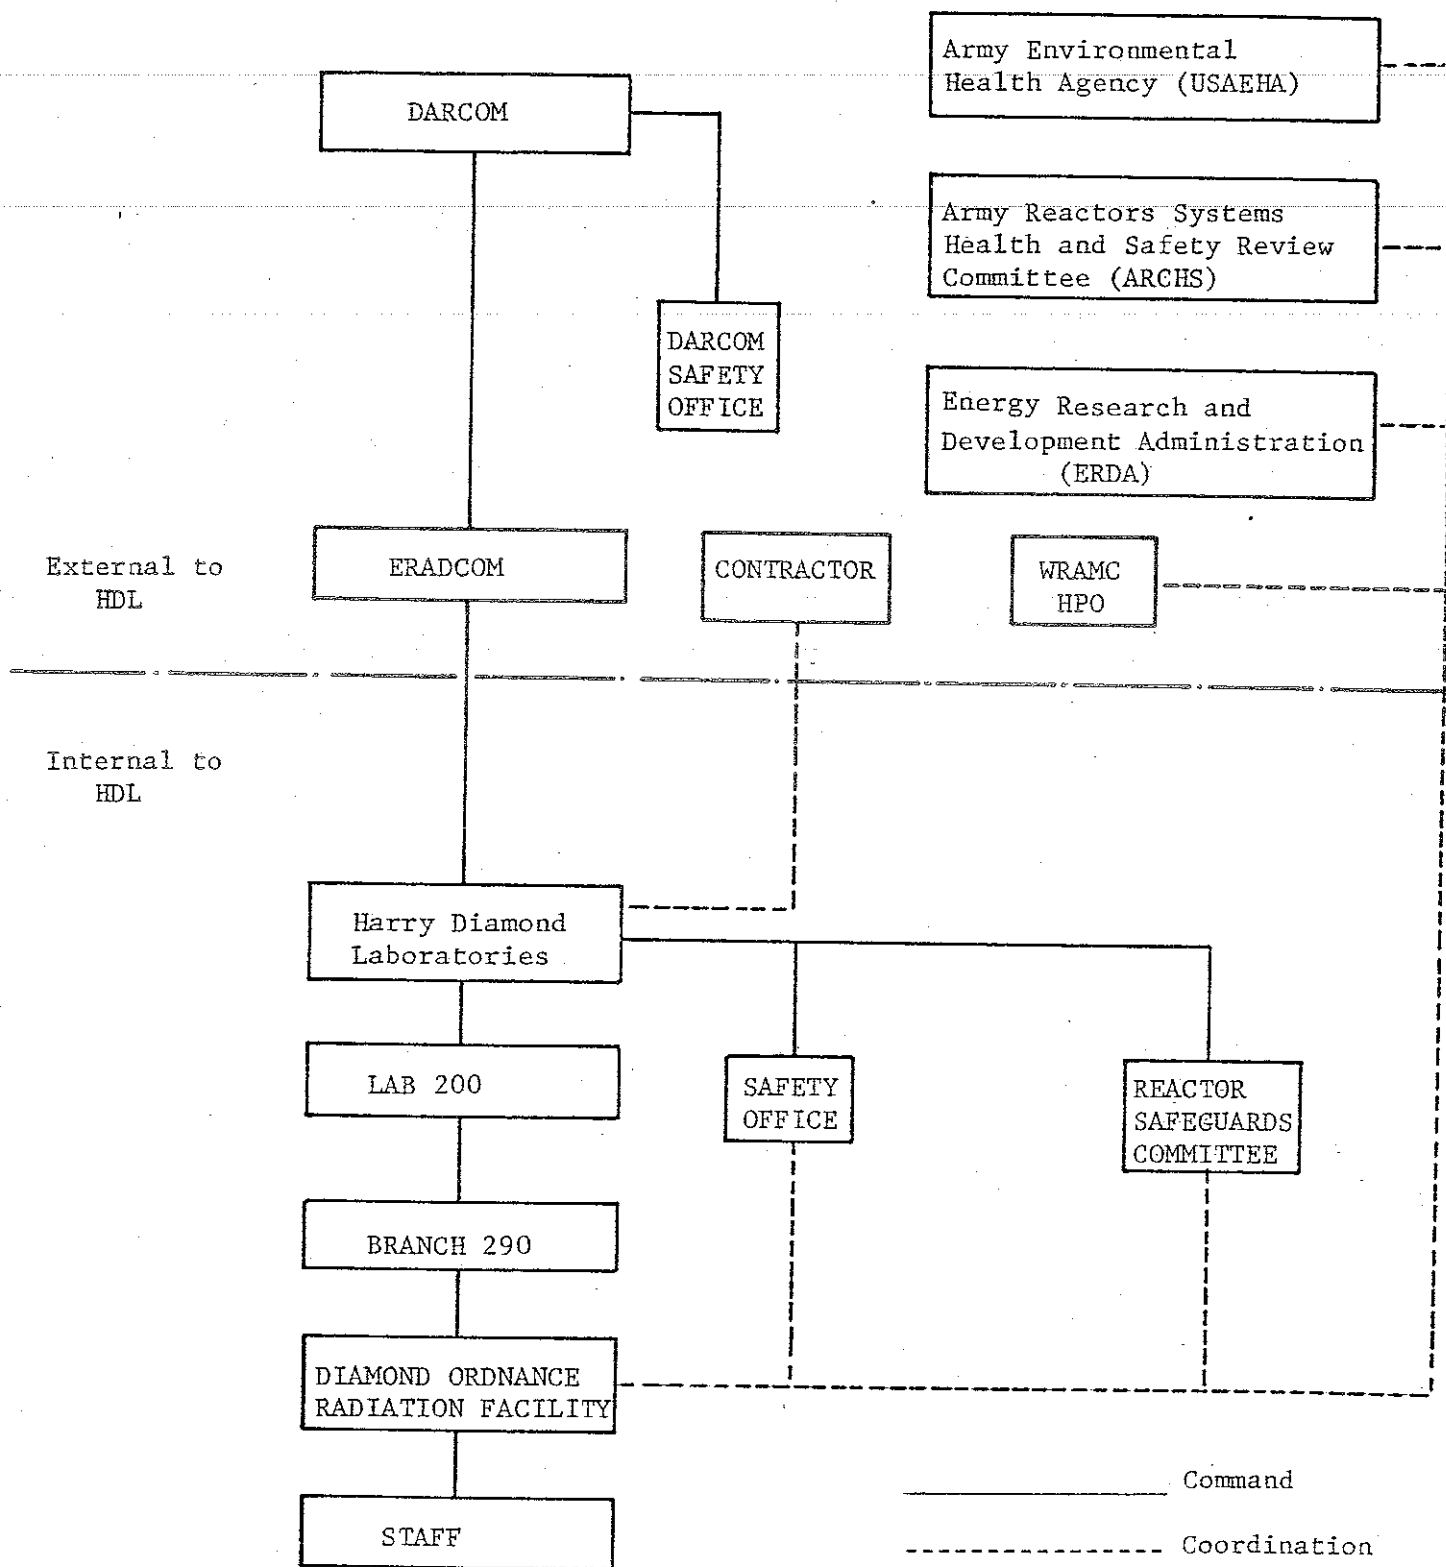 Army Environmental
Health Agency (USAEHA)
DARCOM
Army Reactors Systems
Health and Safety Review
Committee (ARCHS)
DARCOM
SAFETY
OFFICE
Energy Research and
Development Administration
(ERDA)
External to
HDL
ERADCOM
CONTRACTOR
WRAMC
HPO
Internal to
HDL
Harry Diamond
Laboratories
LAB 200
SAFETY
OFFICE
REACTOR
SAFEGUARDS
COMMITTEE
BRANCH 290
DIAMOND ORDNANCE
RADIATION FACILITY
STAFF
Command
Coordination